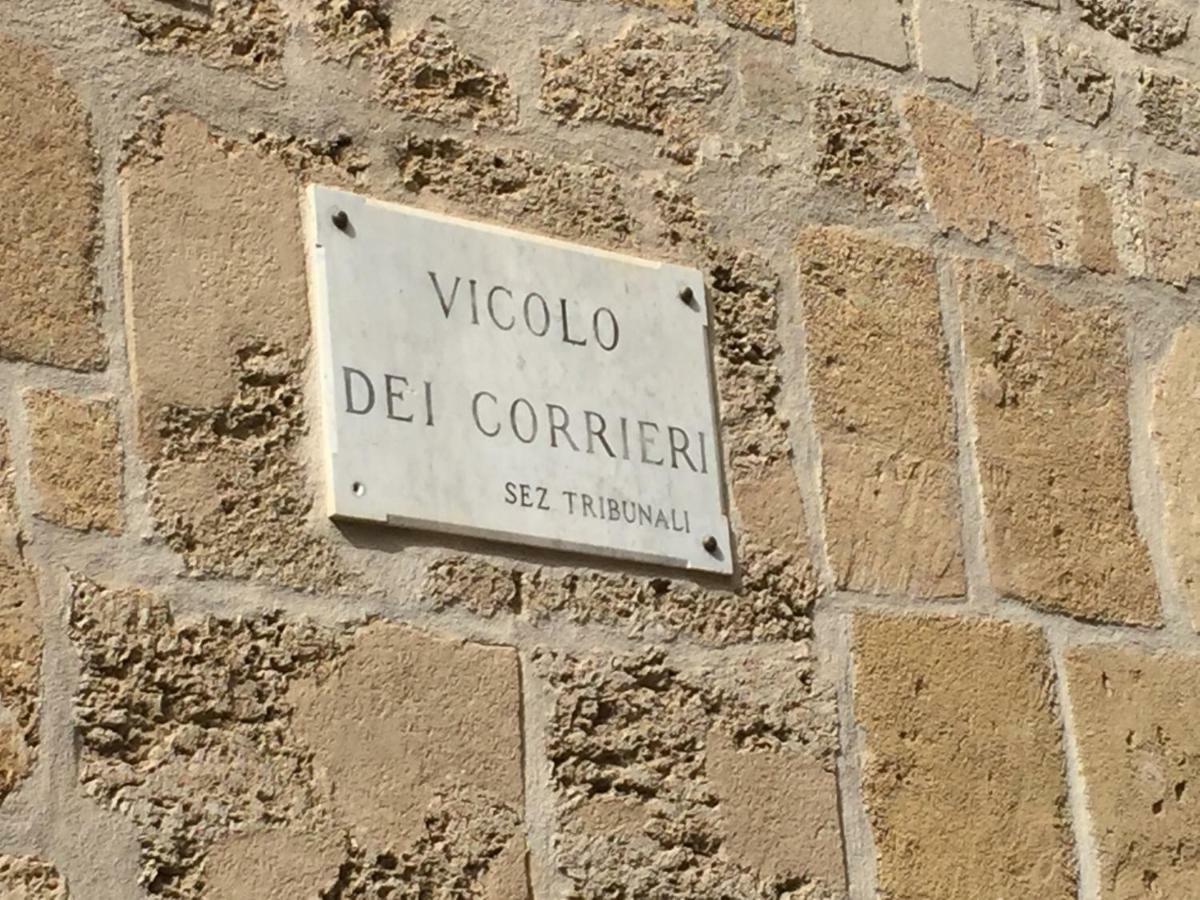 VICOLO
DEI CORRIERI
SEZ TRIBUNALI